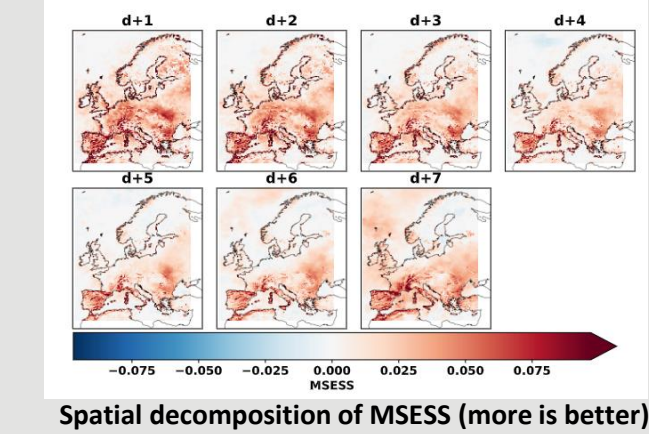 d+1 d+2 d+3 d+4
d+5 d+6 d+7
−0.075 −0.050 −0.025 0.000 0.025 0.050 0.075
MSESS
Spatial decomposition of MSESS (more is better)